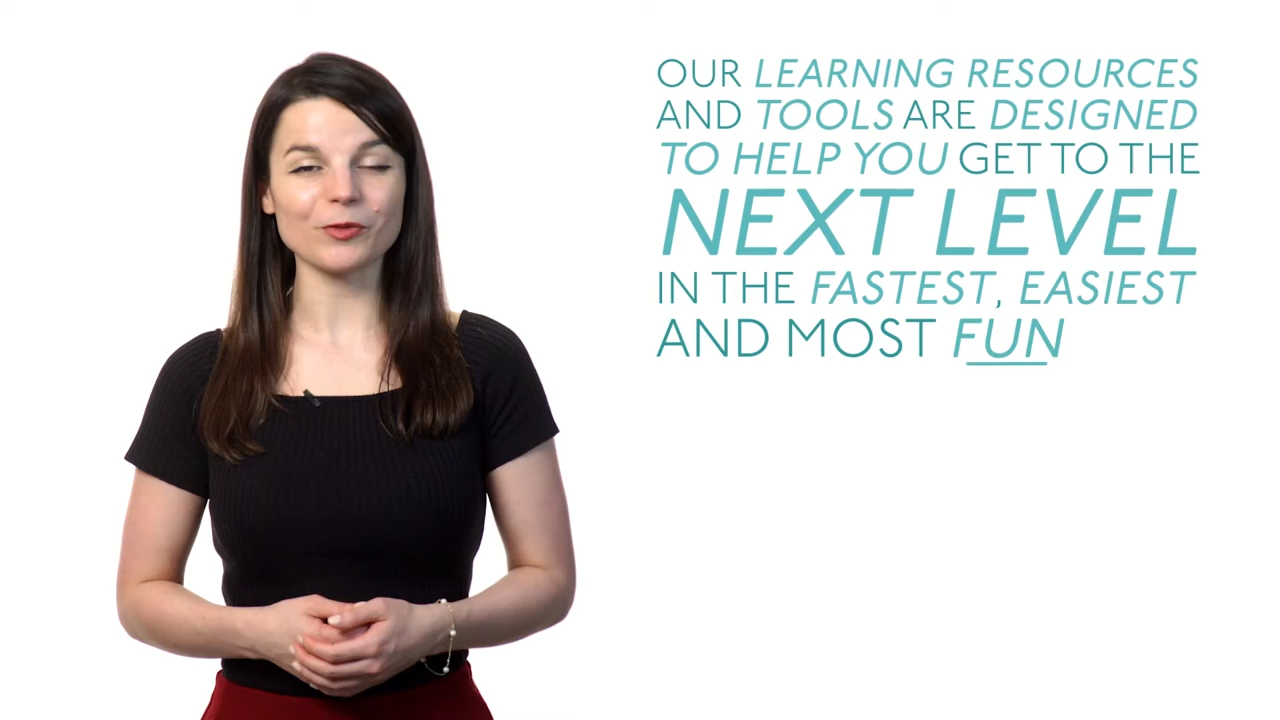 OUR LEARNING RESOURCES
AND TOOLS ARE DESIGNED
TO HELP YOU GET TO THE
NEXT LEVEL
IN THE FASTEST, EASIEST
AND MOST FUN